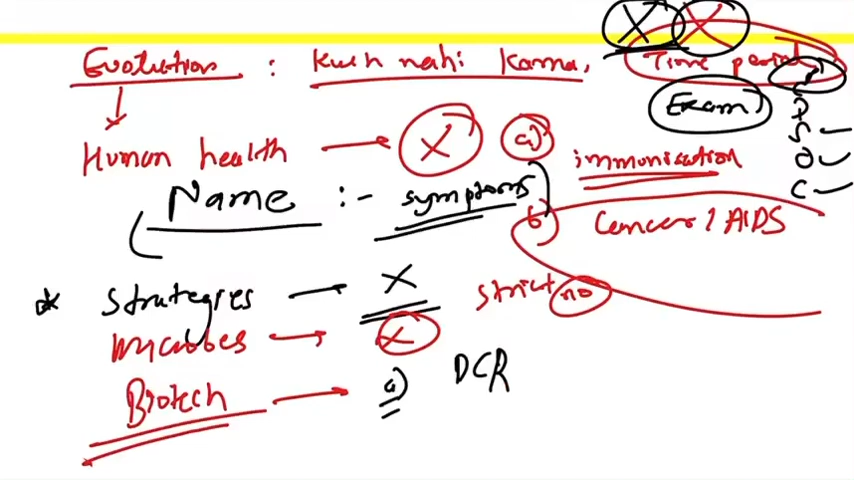 X X
Evolution : Kuch nahi Karna, Time period
Exam
P
S
O
C
Human health → X a) immunisation
Name :- symptoms
b) Cancer / AIDS
* Strategies → X strict no
Microbes → X
Biotech → a) DCR